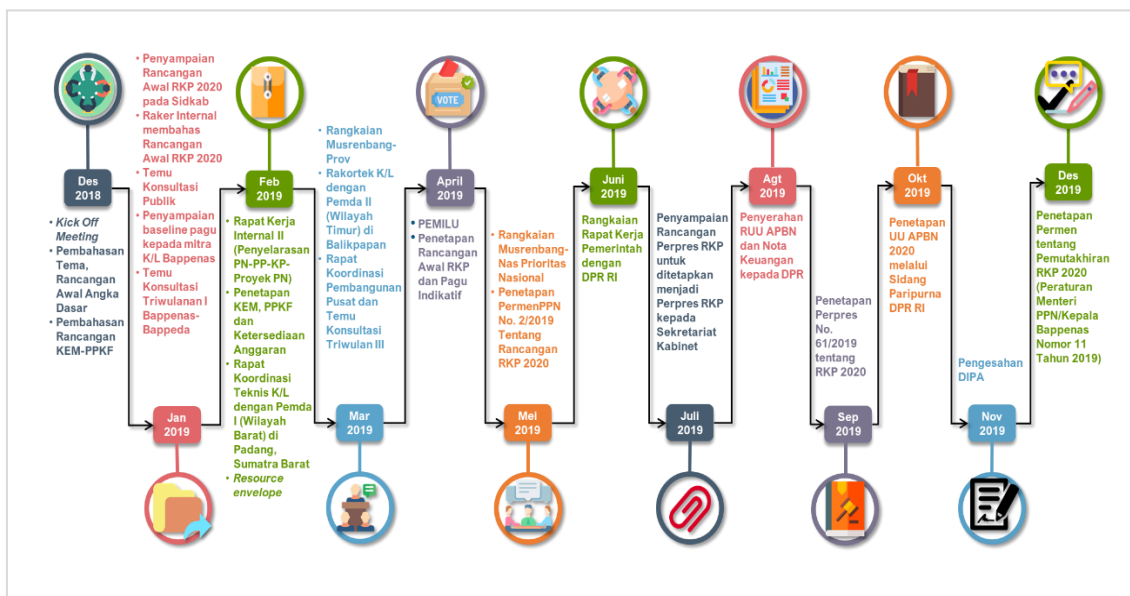 Des
2018
• Kick Off
Meeting
• Pembahasan
Tema,
Rancangan
Awal Angka
Dasar
• Pembahasan
Rancangan
KEM-PPKF
• Penyampaian
Rancangan
Awal RKP 2020
pada Sidkab
• Raker Internal
membahas
Rancangan
Awal RKP 2020
• Temu
Konsultasi
Publik
• Penyampaian
baseline pagu
kepada mitra
K/L Bappenas
• Temu
Konsultasi
Triwulanan I
Bappenas-
Bappeda
Jan
2019
Feb
2019
• Rapat Kerja
Internal II
(Penyelarasan
PN-PP-KP-
Proyek PN)
• Penetapan
KEM, PPKF
dan
Ketersediaan
Anggaran
• Rapat
Koordinasi
Teknis K/L
dengan Pemda
I (Wilayah
Barat) di
Padang,
Sumatra Barat
• Resource
envelope
• Rangkaian
Musrenbang-
Prov
• Rakortek K/L
dengan
Pemda II
(Wilayah
Timur) di
Balikpapan
• Rapat
Koordinasi
Pembangunan
Pusat dan
Temu
Konsultasi
Triwulan III
Mar
2019
VOTE
April
2019
• PEMILU
• Penetapan
Rancangan
Awal RKP
dan Pagu
Indikatif
• Rangkaian
Musrenbang-
Nas Prioritas
Nasional
• Penetapan
PermenPPN
No. 2/2019
Tentang
Rancangan
RKP 2020
Mei
2019
Juni
2019
Rangkaian
Rapat Kerja
Pemerintah
dengan
DPR RI
Penyampaian
Rancangan
Perpres RKP
untuk
ditetapkan
menjadi
Perpres RKP
kepada
Sekretariat
Kabinet
Juli
2019
Agt
2019
Penyerahan
RUU APBN
dan Nota
Keuangan
kepada DPR
Penetapan
Perpres
No.
61/2019
tentang
RKP 2020
Sep
2019
Okt
2019
Penetapan
UU APBN
2020
melalui
Sidang
Paripurna
DPR RI
Pengesahan
DIPA
Nov
2019
Des
2019
Penetapan
Permen
tentang
Pemutakhiran
RKP 2020
(Peraturan
Menteri
PPN/Kepala
Bappenas
Nomor 11
Tahun 2019)